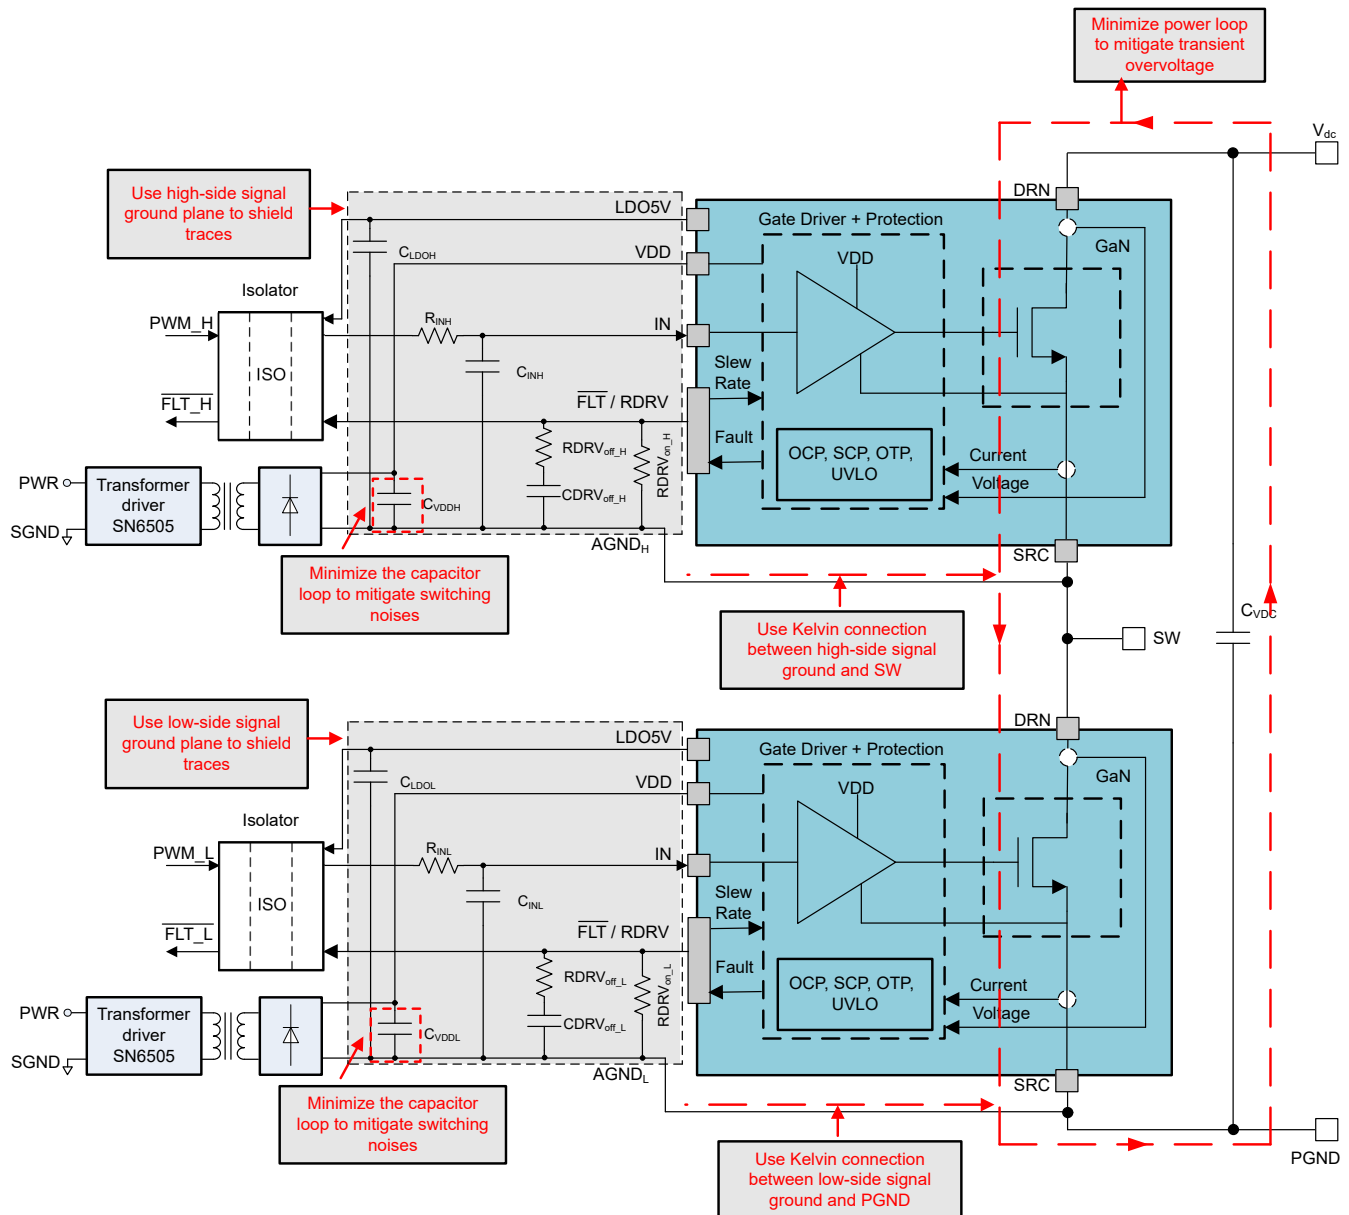 Minimize power loop
to mitigate transient
overvoltage
Vdc
Use high-side signal
ground plane to shield
traces
LDO5V
DRN
Gate Driver + Protection
GaN
CLDOH
VDD
VDD
Isolator
PWM_H
RINH
IN
ISO
CINH
Slew
Rate
FLT_H
FLT / RDRV
RDRVoff_H
RDRVon_H
Fault
OCP, SCP, OTP,
UVLO
Current
Voltage
PWR
Transformer
driver
SN6505
CVDDH
CDRVoff_H
SGND
AGNDH
SRC
Minimize the capacitor
loop to mitigate switching
noises
Use Kelvin connection
between high-side signal
ground and SW
CVDC
SW
Use low-side signal
ground plane to shield
traces
LDO5V
DRN
Gate Driver + Protection
GaN
CLDOL
VDD
VDD
Isolator
PWM_L
RINL
IN
ISO
CINL
Slew
Rate
FLT_L
FLT / RDRV
RDRVoff_L
RDRVon_L
Fault
OCP, SCP, OTP,
UVLO
Current
Voltage
PWR
Transformer
driver
SN6505
CVDDL
CDRVoff_L
SGND
AGNDL
SRC
Minimize the capacitor
loop to mitigate switching
noises
Use Kelvin connection
between low-side signal
ground and PGND
PGND